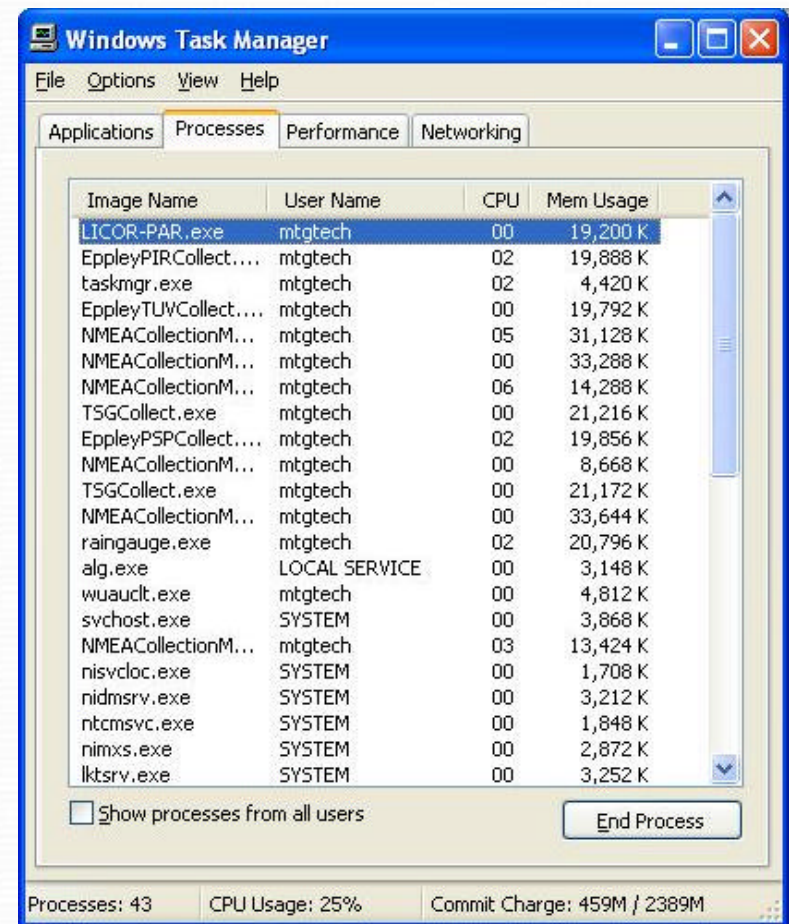 Windows Task Manager
File Options View Help
Applications Processes Performance Networking
Image Name User Name CPU Mem Usage
LICOR-PAR.exe mtgtech 00 19,200 K
EppleyPIRCollect.... mtgtech 02 19,888 K
taskmgr.exe mtgtech 02 4,420 K
EppleyTUVCollect.... mtgtech 00 19,792 K
NMEACollectionM... mtgtech 05 31,128 K
NMEACollectionM... mtgtech 00 33,288 K
NMEACollectionM... mtgtech 06 14,288 K
TSGCollect.exe mtgtech 00 21,216 K
EppleyPSPCollect.... mtgtech 02 19,856 K
NMEACollectionM... mtgtech 00 8,668 K
TSGCollect.exe mtgtech 00 21,172 K
NMEACollectionM... mtgtech 00 33,644 K
raingauge.exe mtgtech 02 20,796 K
alg.exe LOCAL SERVICE 00 3,148 K
wuauclt.exe mtgtech 00 4,812 K
svchost.exe SYSTEM 00 3,868 K
NMEACollectionM... mtgtech 03 13,424 K
nisvcloc.exe SYSTEM 00 1,708 K
nidmsrv.exe SYSTEM 00 3,212 K
ntcmsvc.exe SYSTEM 00 1,848 K
nimxs.exe SYSTEM 00 2,872 K
lktsrv.exe SYSTEM 00 3,252 K
Show processes from all users End Process
Processes: 43 CPU Usage: 25% Commit Charge: 459M / 2389M